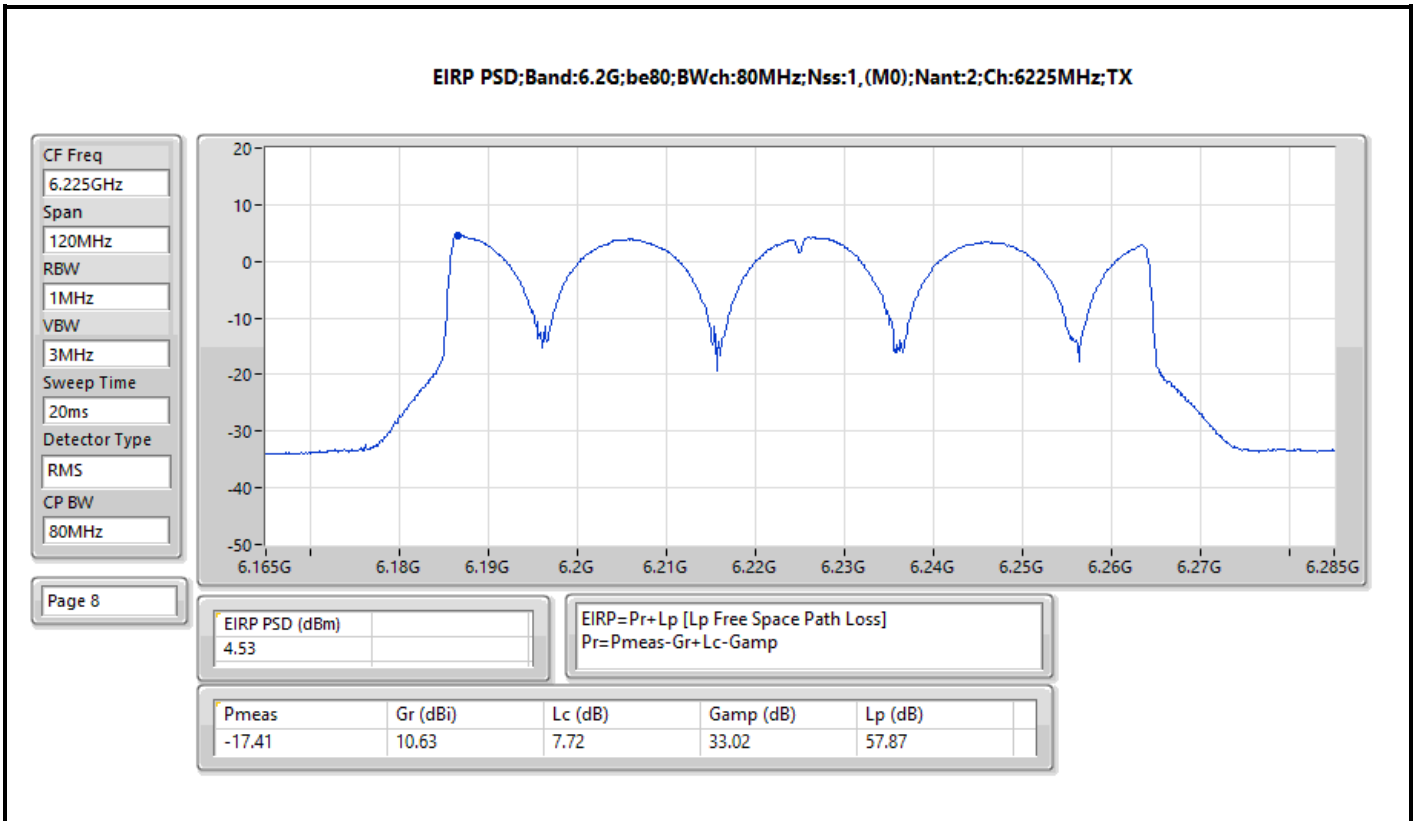 EIRP PSD;Band:6.2G;be80;BWch:80MHz;Nss:1,(M0);Nant:2;Ch:6225MHz;TX
CF Freq
6.225GHz
Span
120MHz
RBW
1MHz
VBW
3MHz
Sweep Time
20ms
Detector Type
RMS
CP BW
80MHz
Page 8
20
10
0
-10
-20
-30
-40
-50
6.165G 6.18G 6.19G 6.2G 6.21G 6.22G 6.23G 6.24G 6.25G 6.26G 6.27G 6.285G
EIRP PSD (dBm)
4.53
EIRP=Pr+Lp [Lp Free Space Path Loss]
Pr=Pmeas-Gr+Lc-Gamp
Pmeas Gr (dBi) Lc (dB) Gamp (dB) Lp (dB)
-17.41 10.63 7.72 33.02 57.87